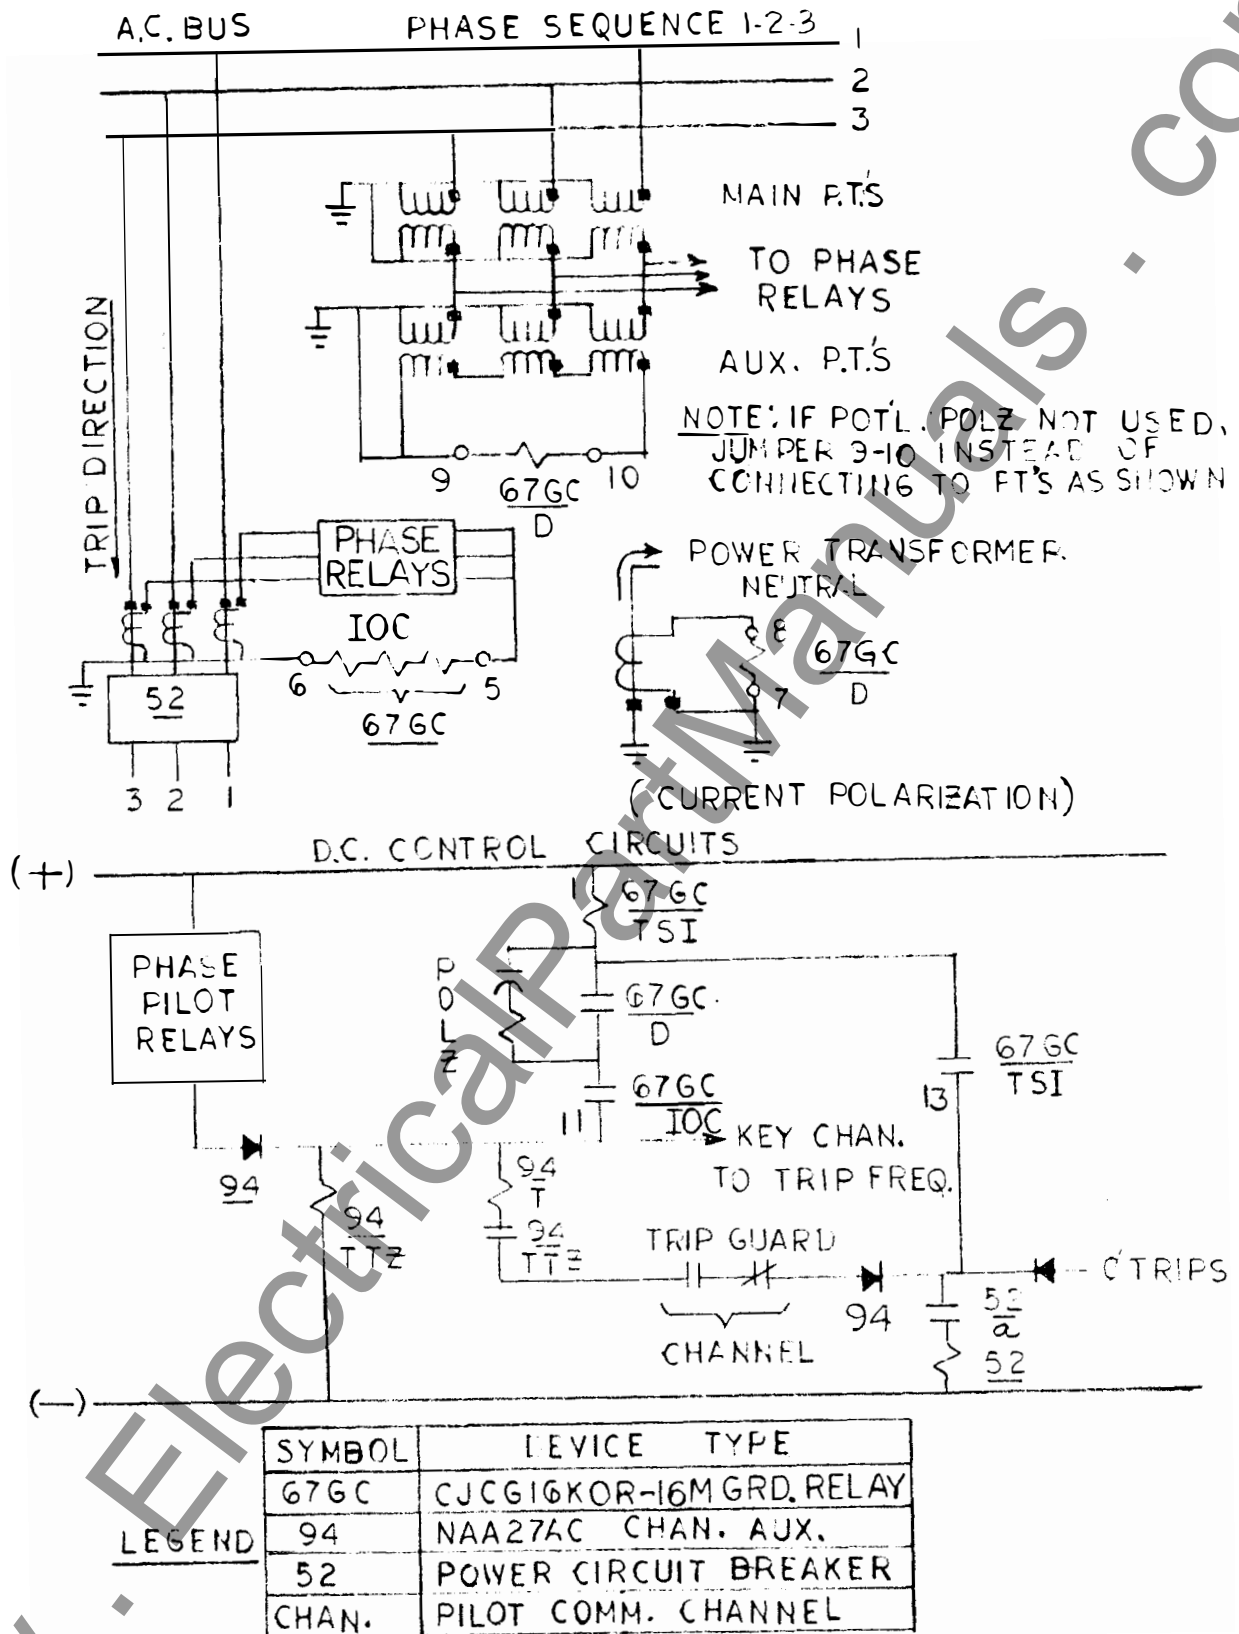 A.C. BUS
PHASE SEQUENCE 1-2-3
1
2
3
MAIN P.T.'S
TO PHASE
RELAYS
AUX. P.T.'S
TRIP DIRECTION
NOTE: IF POT'L. POLZ NOT USED,
JUMPER 9-10 INSTEAD OF
CONNECTING TO PT'S AS SHOWN
9
67GC
D
10
PHASE
RELAYS
IOC
6
5
67GC
52
3 2 1
POWER TRANSFORMER
NEUTRAL
8
67GC
D
7
(CURRENT POLARIZATION)
D.C. CONTROL CIRCUITS
(+)
1
67GC
TSI
PHASE
PILOT
RELAYS
POLZ
67GC
D
67GC
IOC
11
67GC
TSI
13
KEY CHAN.
TO TRIP FREQ.
94
94
TTZ
94
T
94
TTZ
TRIP GUARD
CHANNEL
94
C'TRIPS
52
a
52
(-)
LEGEND
SYMBOL DEVICE TYPE
67GC CJCG16KOR-16M GRD. RELAY
94 NAA27AC CHAN. AUX.
52 POWER CIRCUIT BREAKER
CHAN. PILOT COMM. CHANNEL
. ElectricalPartManuals . com